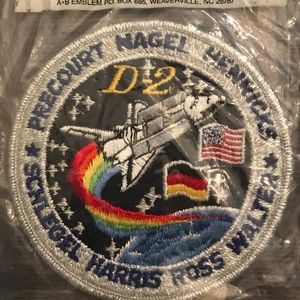 A-B EMBLEM P.O. BOX 695, WEAVERVILLE, NC 28787
PRECOURT NAGEL HENRICKS
D-2
SCHLEGEL HARRIS ROSS WALTER